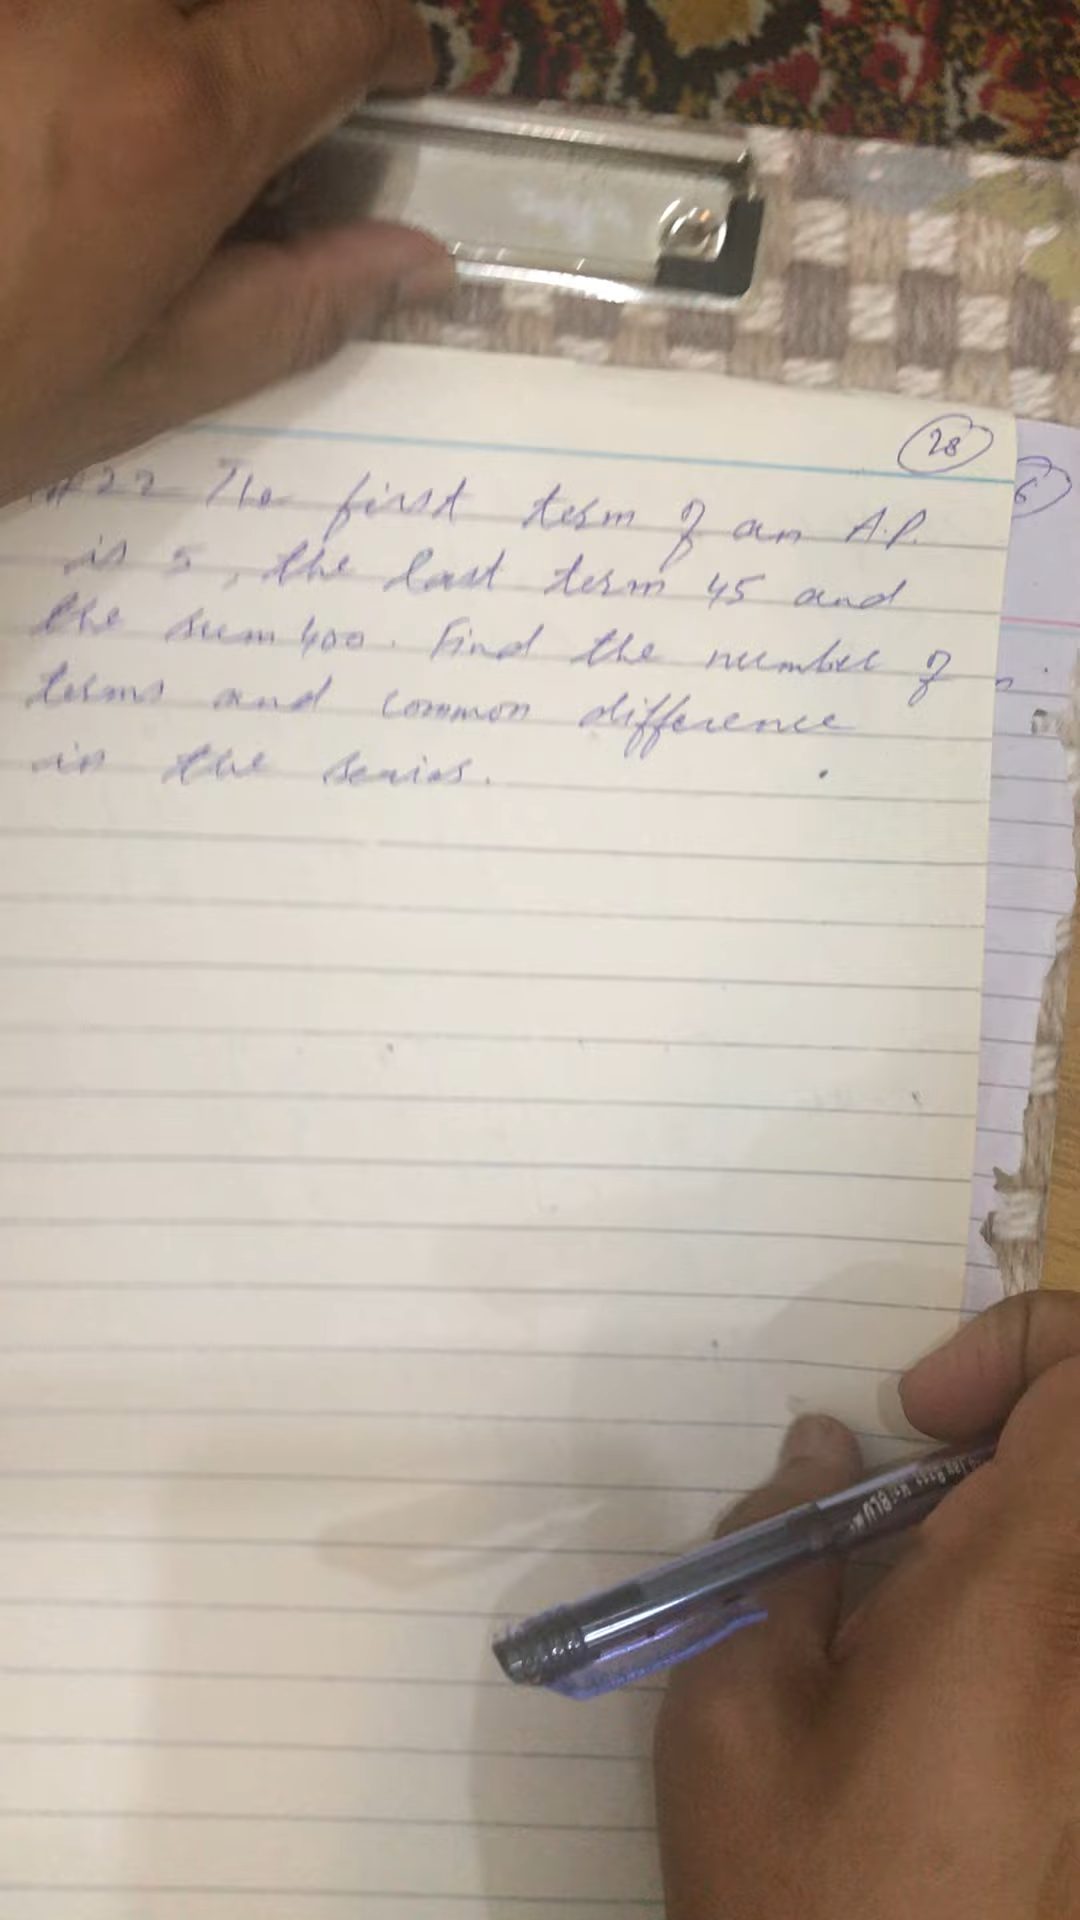 28
22 The first term of an A.P.
is 5, the last term 45 and
the sum 400. Find the number of
terms and common difference
in the series.